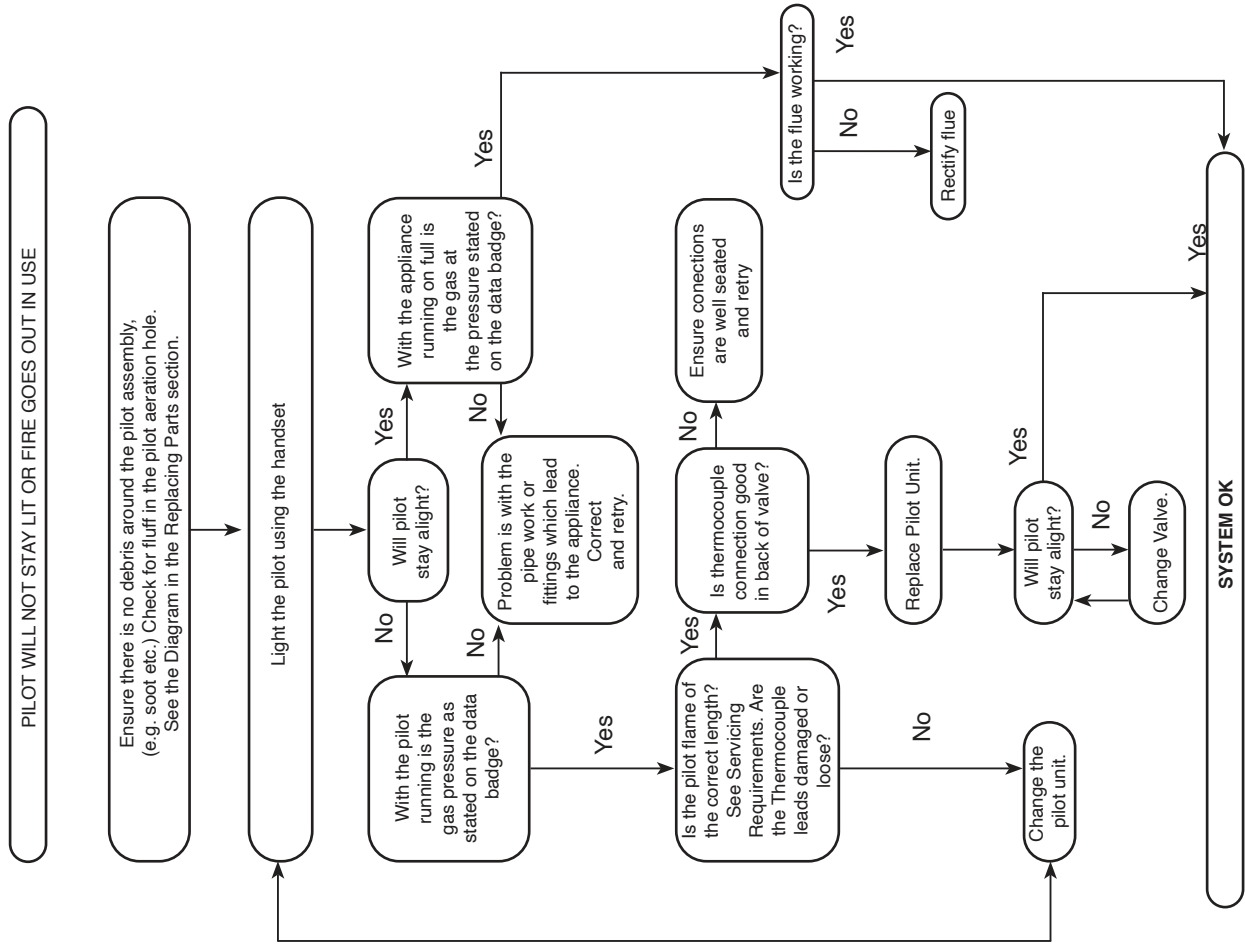 PILOT WILL NOT STAY LIT OR FIRE GOES OUT IN USE
Ensure there is no debris around the pilot assembly,
(e.g. soot etc.) Check for fluff in the pilot aeration hole.
See the Diagram in the Replacing Parts section.
Light the pilot using the handset
Will pilot
stay alight?
No
Yes
With the pilot
running is the
gas pressure as
stated on the data
badge?
With the appliance
running on full is
the gas at
the pressure stated
on the data badge?
No
No
Yes
Problem is with the
pipe work or
fittings which lead
to the appliance.
Correct
and retry.
Yes
Is the pilot flame of
the correct length?
See Servicing
Requirements. Are
the Thermocouple
leads damaged or
loose?
Yes
Is thermocouple
connection good
in back of valve?
No
Ensure conections
are well seated
and retry
Is the flue working?
No
Yes
Rectify flue
No
Yes
Replace Pilot Unit.
Change the
pilot unit.
Will pilot
stay alight?
Yes
No
Change Valve.
Yes
SYSTEM OK